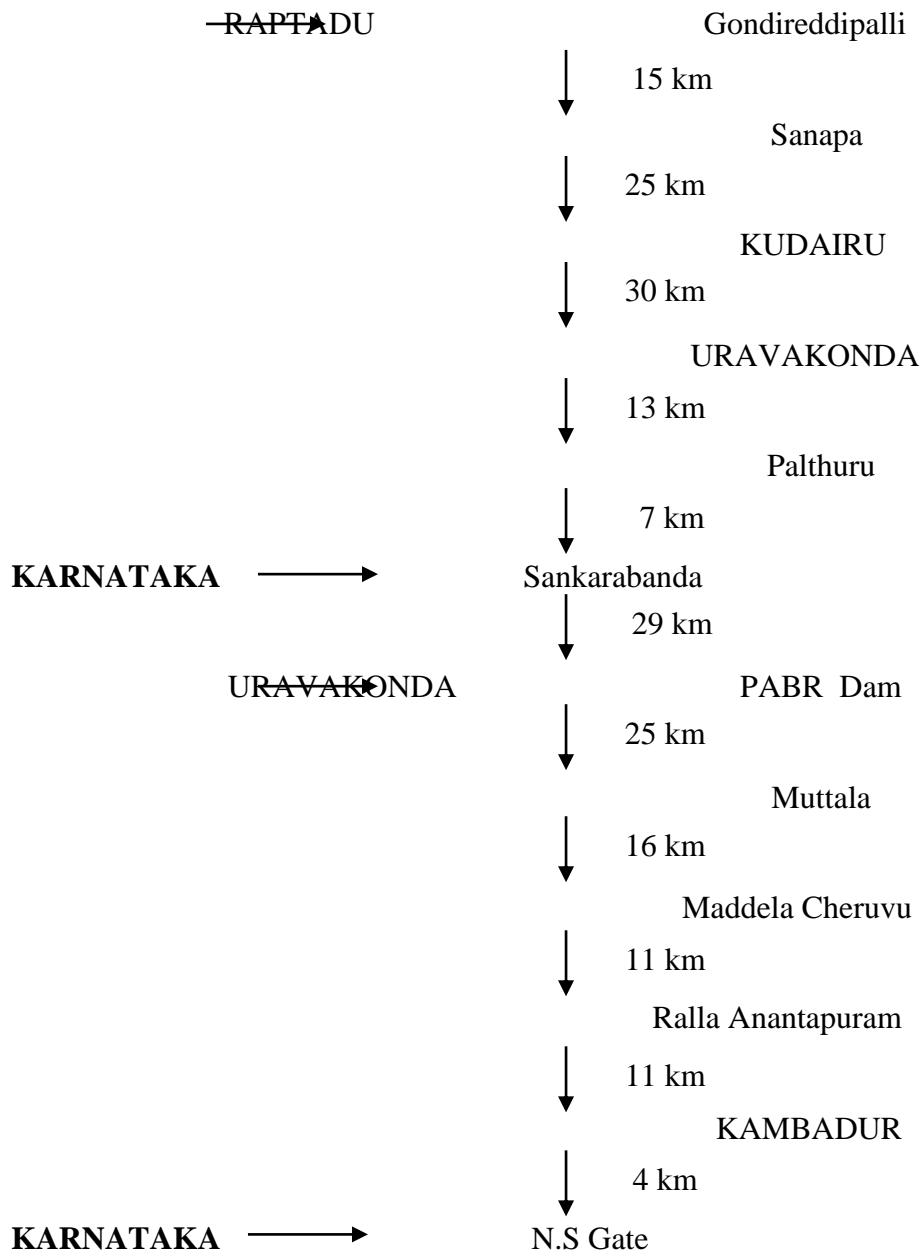 RAPTADU Gondireddipalli
15 km
Sanapa
25 km
KUDAIRU
30 km
URAVAKONDA
13 km
Palthuru
7 km
KARNATAKA Sankarabanda
29 km
URAVAKONDA PABR Dam
25 km
Muttala
16 km
Maddela Cheruvu
11 km
Ralla Anantapuram
11 km
KAMBADUR
4 km
KARNATAKA N.S Gate